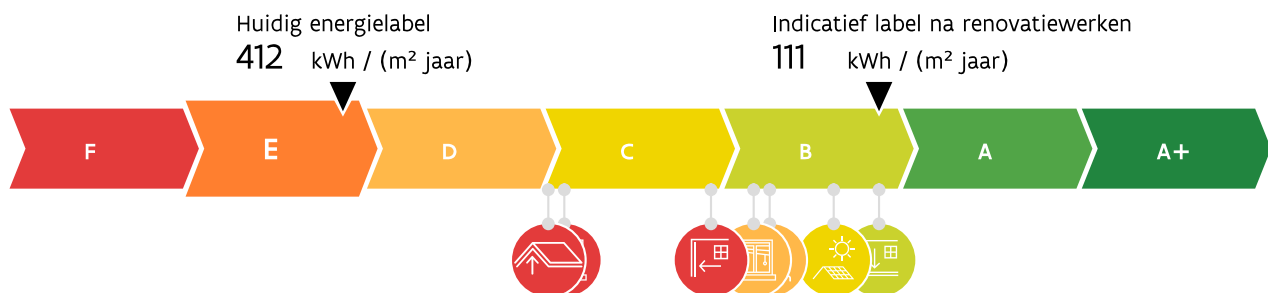 Huidig energielabel
412 kWh / (m² jaar)
Indicatief label na renovatiewerken
111 kWh / (m² jaar)
F E D C B A A+